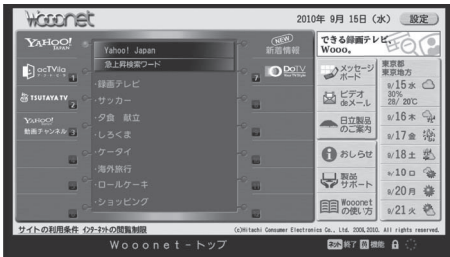 Wooonet
2010年 9月 15日（水） 設定
YAHOO!
JAPAN
acTVila
1
TSUTAYA TV
2
YAHOO!
動画チャンネル 3
Yahoo! Japan
急上昇検索ワード
・録画テレビ
・サッカー
・夕食 献立
・しろくま
・ケータイ
・海外旅行
・ロールケーキ
・ショッピング
NEW
新着情報
7 DoTV
できる録画テレビ、
Wooo。
メッセージ
ボード
ビデオ
deメール
日立製品
のご案内
おしらせ
製品
サポート
Wooonet
の使い方
東京都
東京地方
9/15 水
30%
28/ 20℃
9/16 木
9/17 金
9/18 土
9/10 日
9/20 月
9/21 火
サイトの利用条件 インターネットの閲覧制限
(c)Hitachi Consumer Electronics Co., Ltd. 2006,2010. All rights reserved.
Wooonet-トップ
ネット 終了 機能